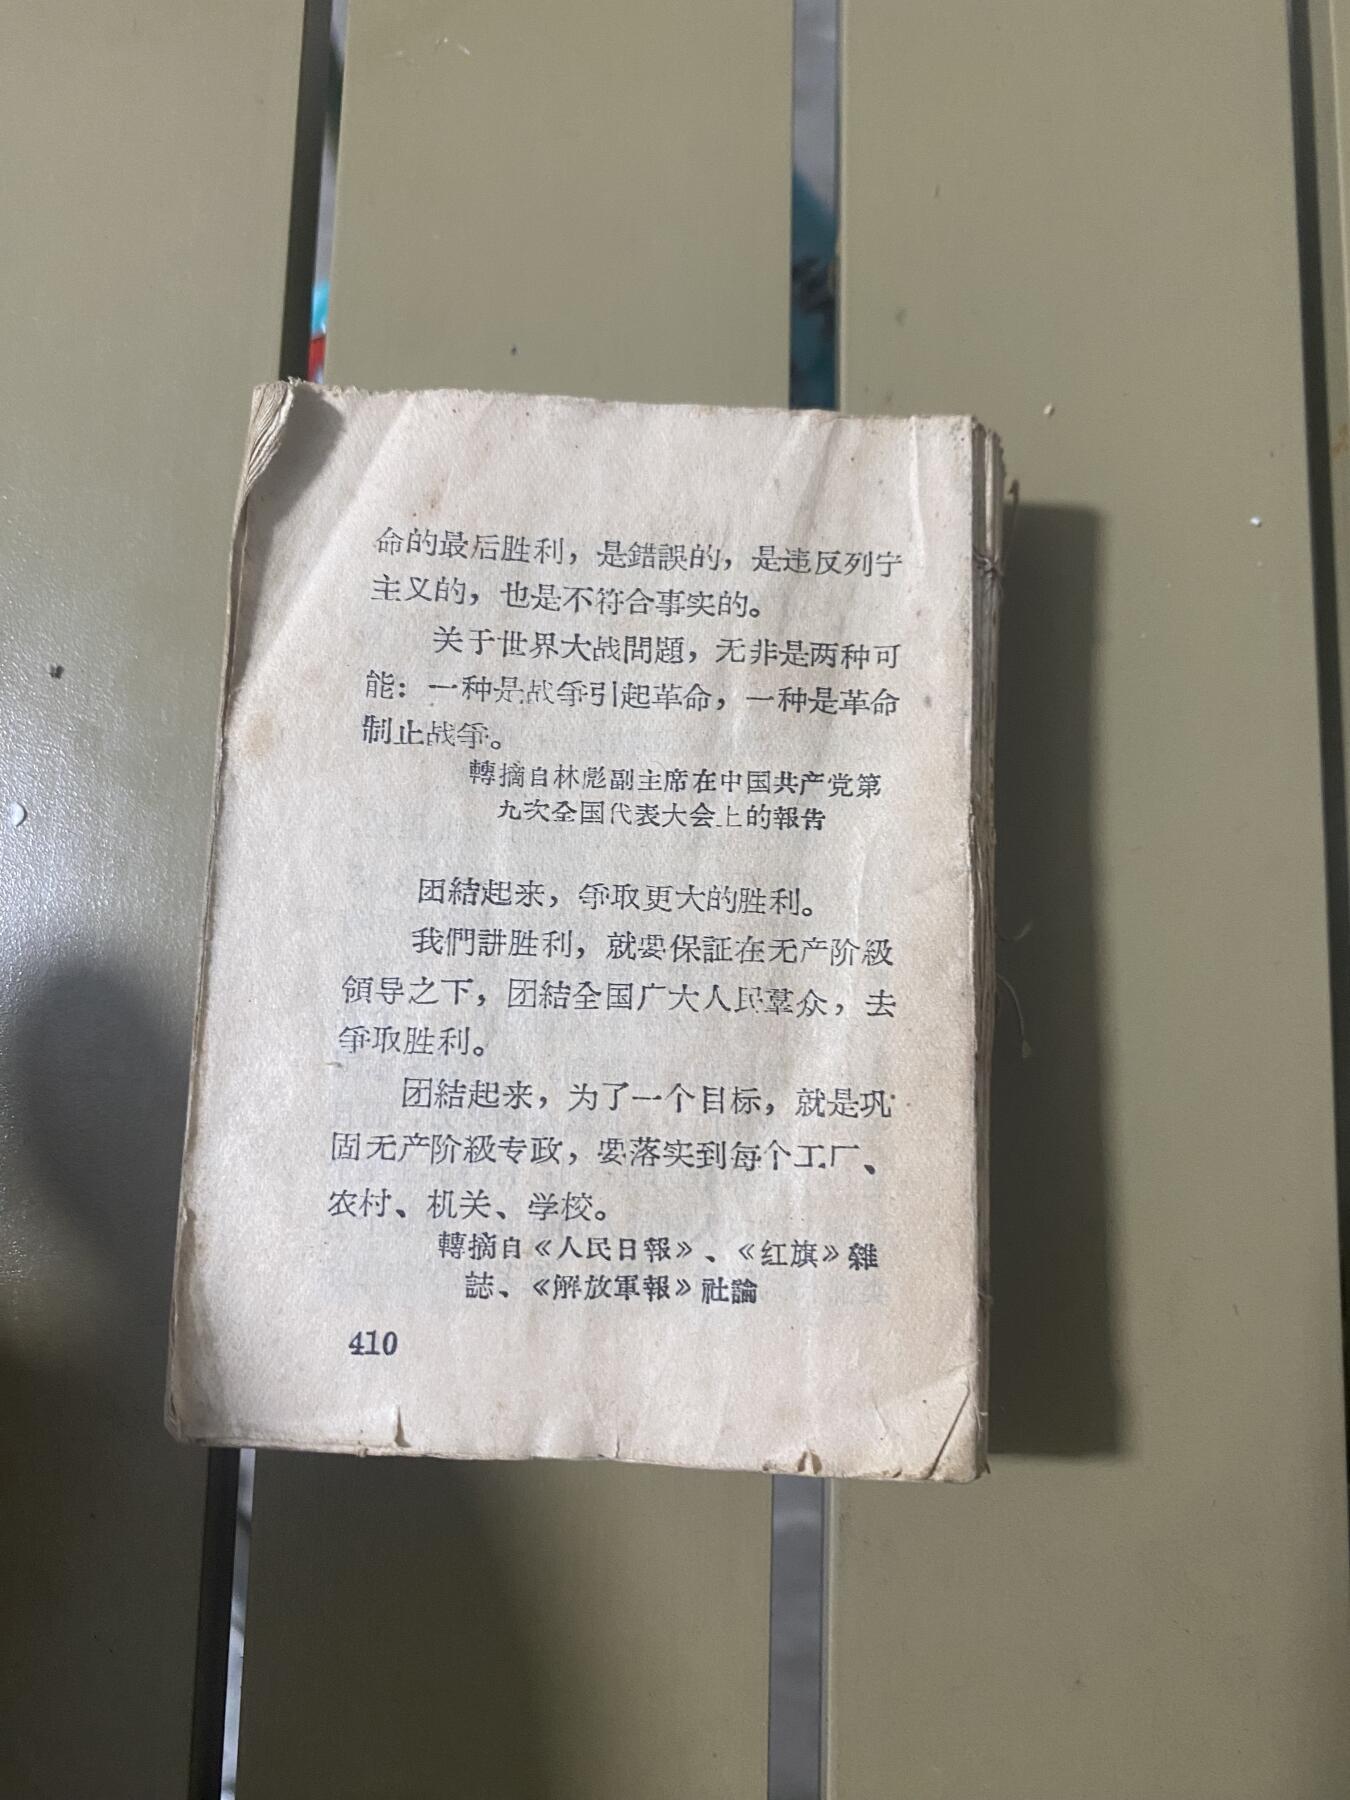 命的最后胜利，是錯誤的，是违反列宁
主义的，也是不符合事实的。
关于世界大战問題，无非是两种可
能：一种是战爭引起革命，一种是革命
制止战爭。
轉摘自林彪副主席在中国共产党第
九次全国代表大会上的報告
团結起来，爭取更大的胜利。
我們講胜利，就要保証在无产阶級
領导之下，团結全国广大人民羣众，去
爭取胜利。
团結起来，为了一个目标，就是巩
固无产阶級专政，要落实到每个工厂、
农村、机关、学校。
轉摘自《人民日報》、《红旗》雜
誌、《解放軍報》社論
410